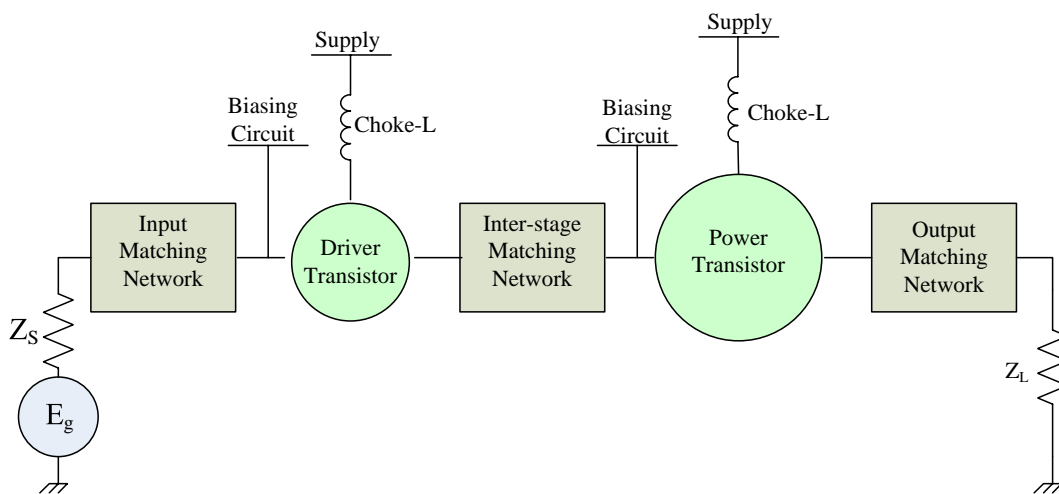 Supply
Choke-L
Biasing
Circuit
Supply
Choke-L
Biasing
Circuit
Input
Matching
Network
Driver
Transistor
Inter-stage
Matching
Network
Power
Transistor
Output
Matching
Network
ZS
Eg
ZL